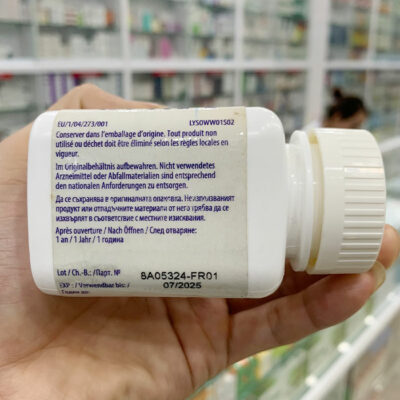 EU/1/04/273/001 LYSOWW01S02
Conserver dans l'emballage d'origine. Tout produit non
utilisé ou déchet doit être éliminé selon les règles locales en
vigueur.
Im Originalbehältnis aufbewahren. Nicht verwendetes
Arzneimittel oder Abfallmaterialien sind entsprechend
den nationalen Anforderungen zu entsorgen.
Да се съхранява в оригиналната опаковка. Неизползваният
продукт или отпадъчните материали от него трябва да се
изхвърлят в съответствие с местните изисквания.
Après ouverture / Nach Öffnen / След отваряне:
1 an / 1 Jahr / 1 година
Lot / Ch.-B.: /Парт. № 8A05324-FR01
EXP : / Verwendbar bis: / 07/2025
Годен до: